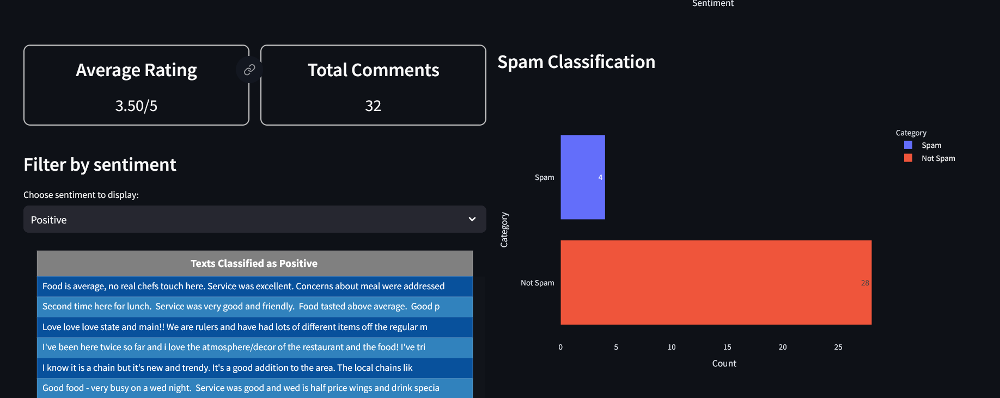 Sentiment
Average Rating
3.50/5
Total Comments
32
Filter by sentiment
Choose sentiment to display:
Positive
Texts Classified as Positive
Food is average, no real chefs touch here. Service was excellent. Concerns about meal were addressed
Second time here for lunch.  Service was very good and friendly.  Food tasted above average.  Good p
Love love love state and main!! We are rulers and have had lots of different items off the regular m
I've been here twice so far and i love the atmosphere/decor of the restaurant and the food! I've tri
I know it is a chain but it's new and trendy. It's a good addition to the area. The local chains lik
Good food - very busy on a wed night.  Service was good and wed is half price wings and drink specia
Spam Classification
Category
Spam
Not Spam
Category
Spam
4
Not Spam
28
0 5 10 15 20 25
Count